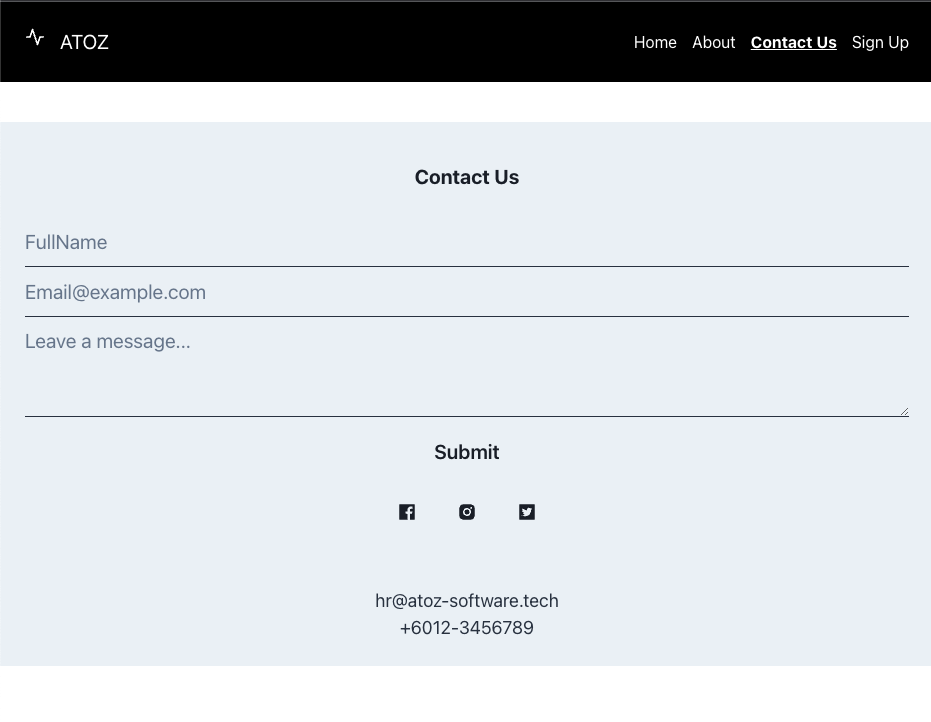 ATOZ
Home About Contact Us Sign Up
Contact Us
FullName
Email@example.com
Leave a message...
Submit
hr@atoz-software.tech
+6012-3456789